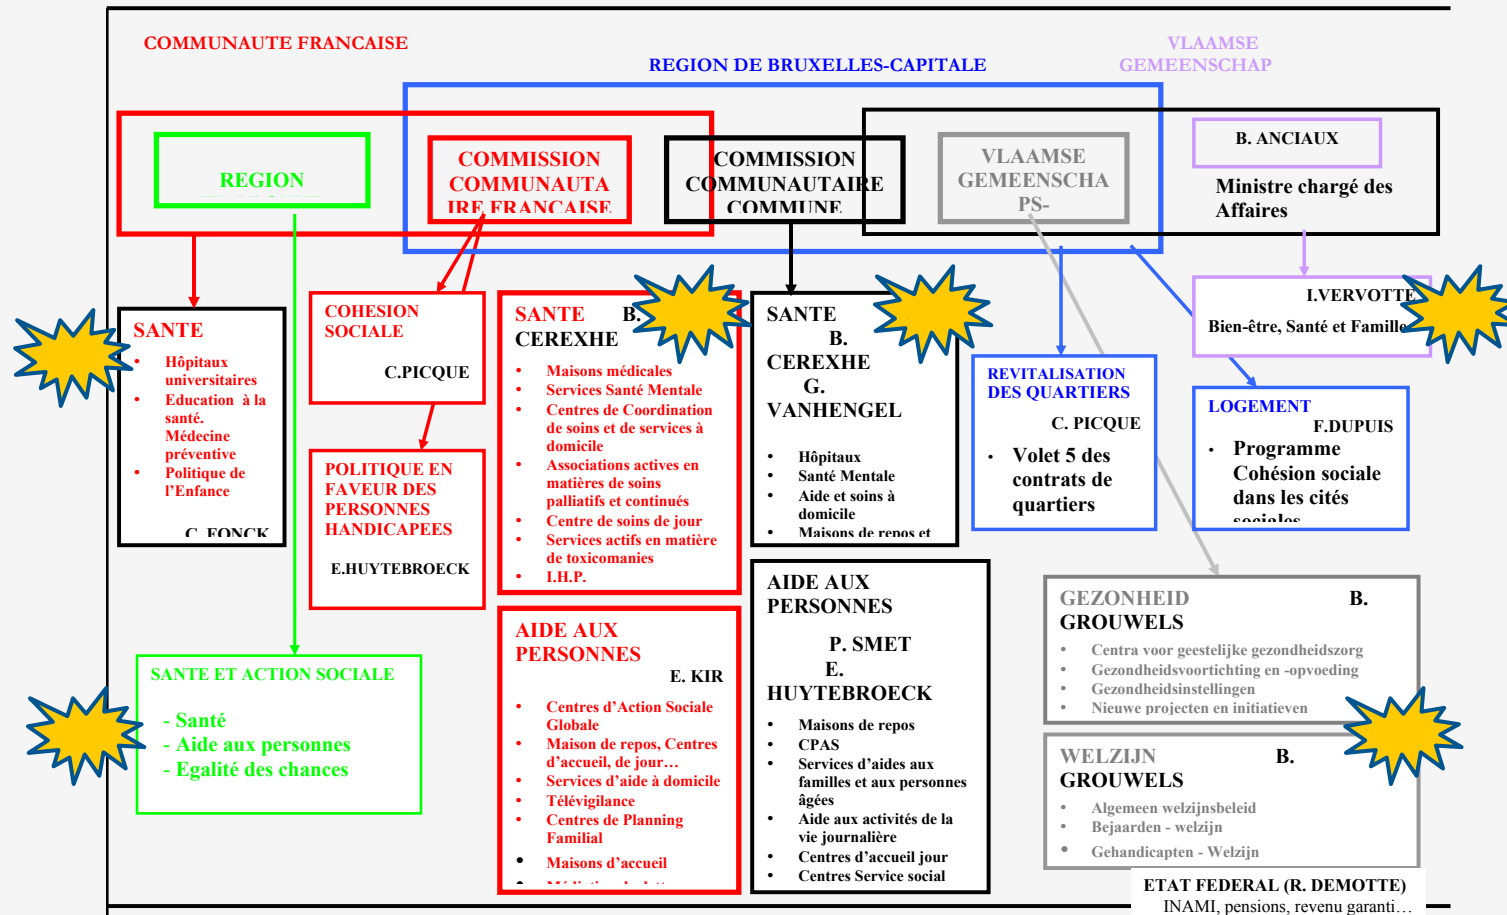 COMMUNAUTE FRANCAISE
VLAAMSE
GEMEENSCHAP
REGION DE BRUXELLES-CAPITALE
REGION
COMMISSION
COMMUNAUTA
IRE FRANCAISE
COMMISSION
COMMUNAUTAIRE
COMMUNE
VLAAMSE
GEMEENSCHA
PS-
B. ANCIAUX
Ministre chargé des
Affaires
SANTE
• Hôpitaux
universitaires
• Education à la
santé.
Médecine
préventive
• Politique de
l'Enfance
C. FONCK
COHESION
SOCIALE
C.PICQUE
POLITIQUE EN
FAVEUR DES
PERSONNES
HANDICAPEES
E.HUYTEBROECK
SANTE B.
CEREXHE
• Maisons médicales
• Services Santé Mentale
• Centres de Coordination
de soins et de services à
domicile
• Associations actives en
matières de soins
palliatifs et continués
• Centre de soins de jour
• Services actifs en matière
de toxicomanies
• I.H.P.
SANTE
B.
CEREXHE
G.
VANHENGEL
• Hôpitaux
• Santé Mentale
• Aide et soins à
domicile
• Maisons de repos et
REVITALISATION
DES QUARTIERS
C. PICQUE
• Volet 5 des
contrats de
quartiers
I.VERVOTTE
Bien-être, Santé et Famille
LOGEMENT
F.DUPUIS
• Programme
Cohésion sociale
dans les cités
sociales
SANTE ET ACTION SOCIALE
- Santé
- Aide aux personnes
- Egalité des chances
AIDE AUX
PERSONNES
E. KIR
• Centres d'Action Sociale
Globale
• Maison de repos, Centres
d'accueil, de jour…
• Services d'aide à domicile
• Télévigilance
• Centres de Planning
Familial
• Maisons d'accueil
AIDE AUX
PERSONNES
P. SMET
E.
HUYTEBROECK
• Maisons de repos
• CPAS
• Services d'aides aux
familles et aux personnes
âgées
• Aide aux activités de la
vie journalière
• Centres d'accueil jour
• Centres Service social
GEZONHEID B.
GROUWELS
• Centra voor geestelijke gezondheidszorg
• Gezondheidsvoortichting en -opvoeding
• Gezondheidsinstellingen
• Nieuwe projecten en initiatieven
WELZIJN B.
GROUWELS
• Algemeen welzijnsbeleid
• Bejaarden - welzijn
• Gehandicapten - Welzijn
ETAT FEDERAL (R. DEMOTTE)
INAMI, pensions, revenu garanti…